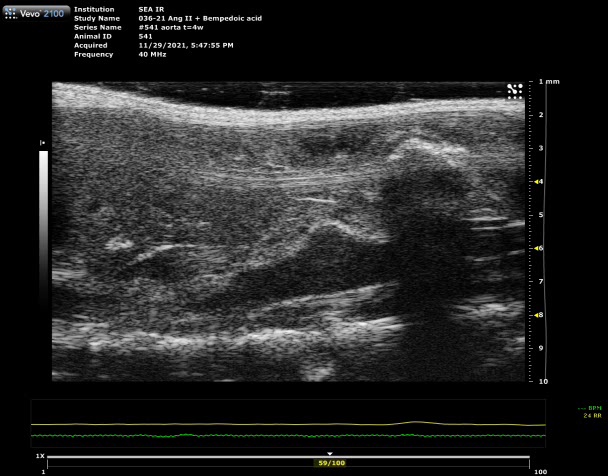 Vevo 2100
Institution SEA IR
Study Name 036-21 Ang II + Bempedoic acid
Series Name #541 aorta t=4w
Animal ID 541
Acquired 11/29/2021, 5:47:55 PM
Frequency 40 MHz
1 mm
2
3
4
5
6
7
8
9
10
--- BPM
24 RR
1X
59/100
1
100